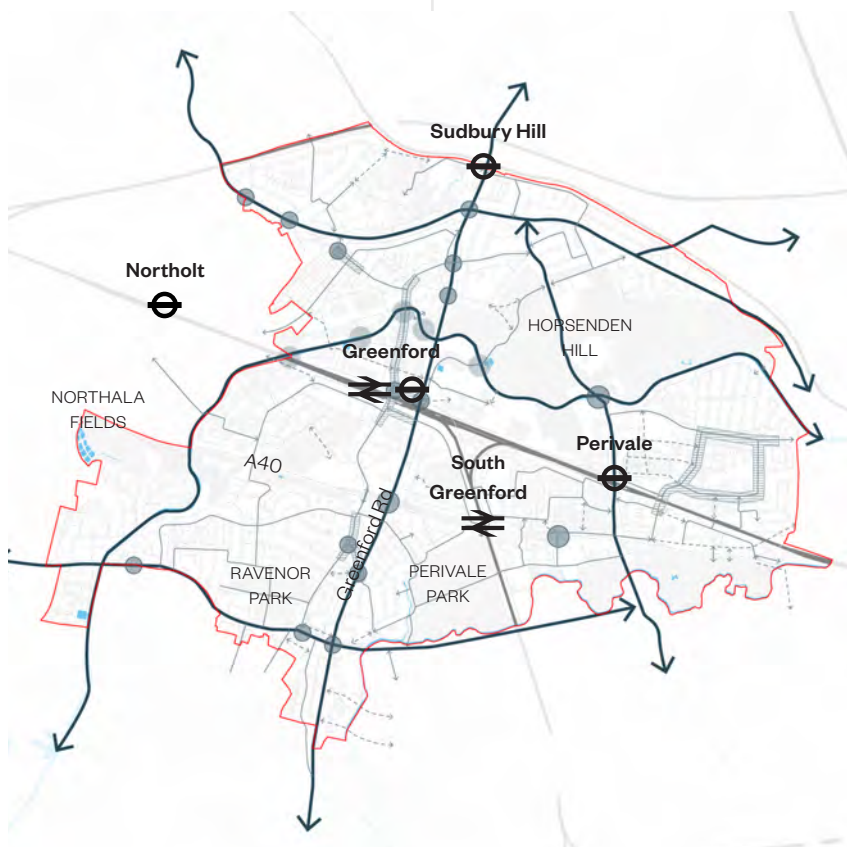 Sudbury Hill
Northolt
HORSENDEN
HILL
Greenford
NORTHALA
FIELDS
Perivale
A40
South
Greenford
Greenford Rd
RAVENOR
PARK
PERIVALE
PARK